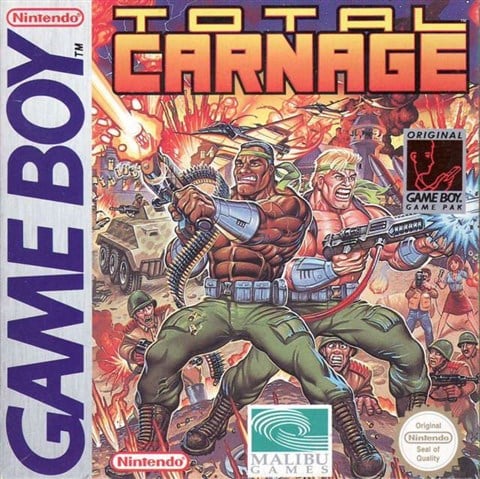 Nintendo
GAME BOY
TM
TOTAL
CARNAGE
ORIGINAL
GAME BOY
GAME PAK
Nintendo
MALIBU
GAMES
Original
Nintendo
Seal of
Quality